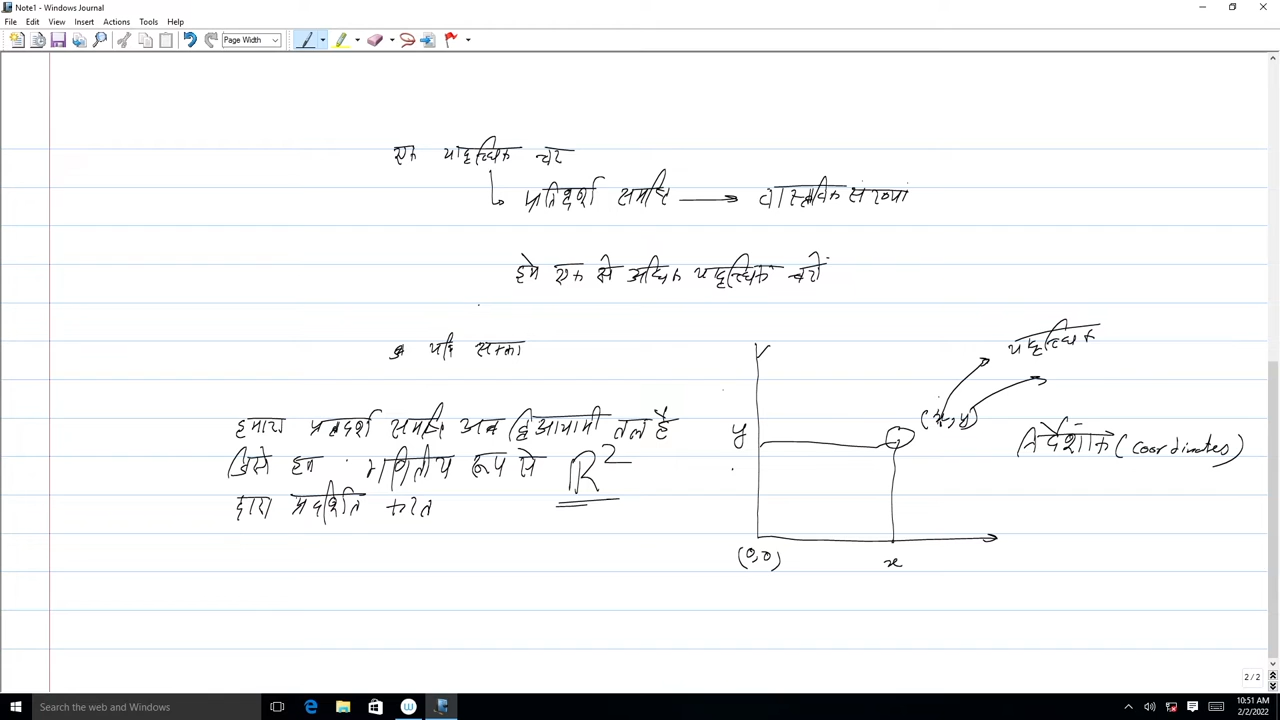 Note1 - Windows Journal
File Edit View Insert Actions Tools Help
Page Width
एक यादृच्छिक चर
प्रतिदर्श समष्टि → वास्तविक संख्या
हमे एक से अधिक यादृच्छिक चरों
यदि सिक्का
यादृच्छिक
(x, y)
y
हमारा प्रतिदर्श समष्टि अब द्विआयामी तल है
निर्देशांक (coordinates)
जिसे हम गणितीय रूप से R²
द्वारा प्रदर्शित करते
(0,0)
x
2 / 2
Search the web and Windows
10:51 AM
2/2/2022